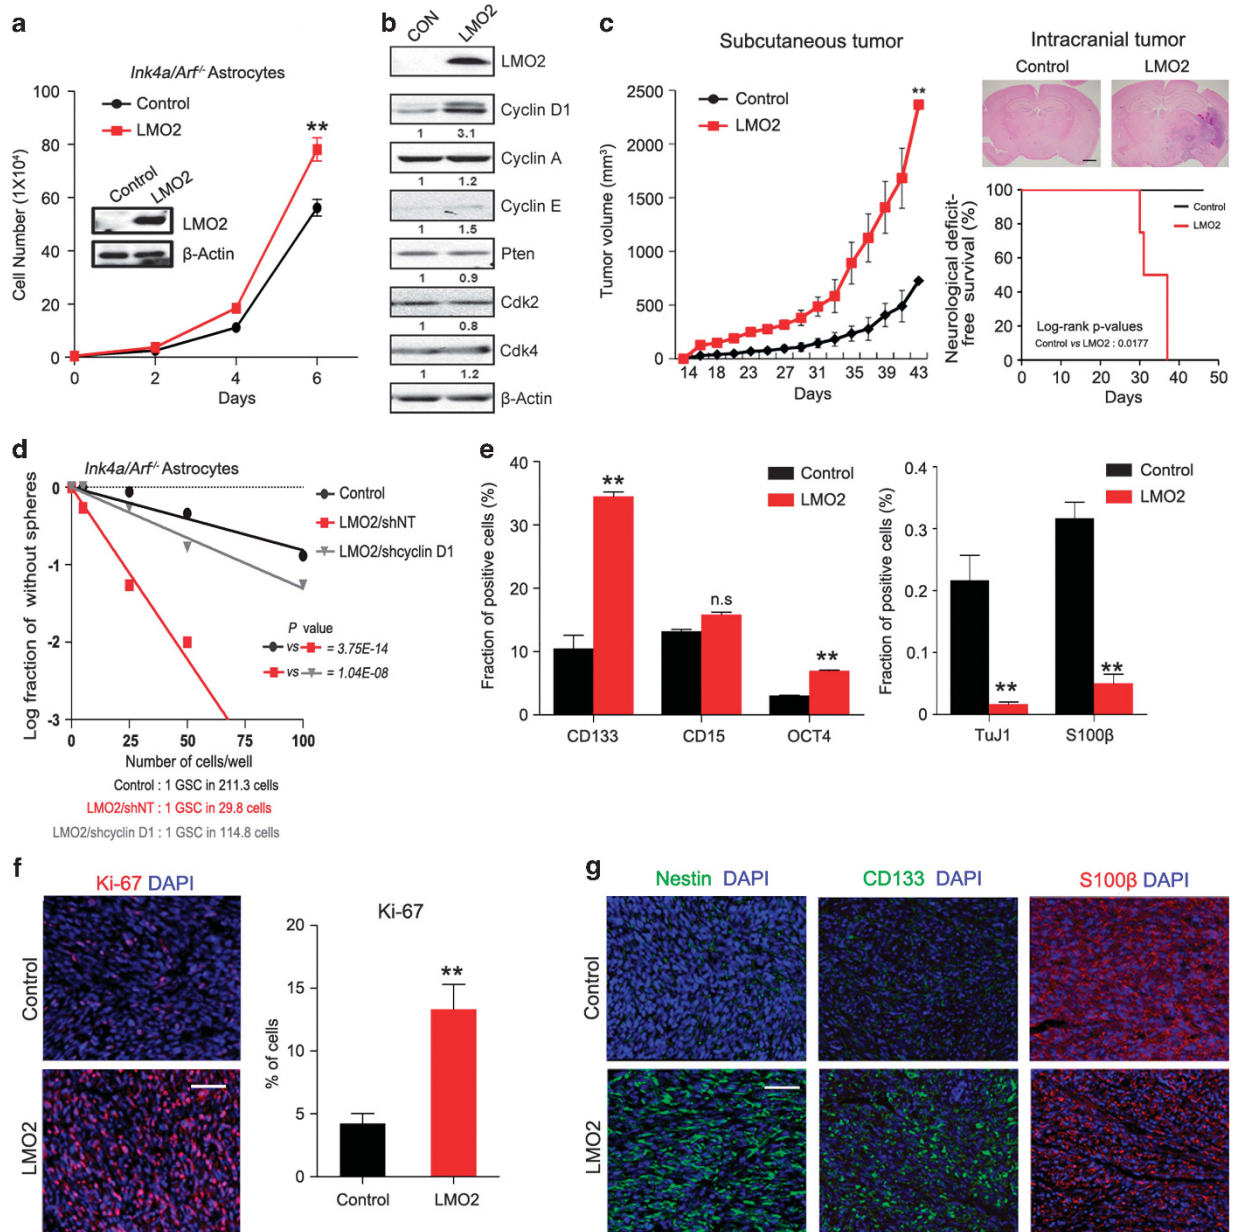 a
Ink4a/Arf-/- Astrocytes
Control
LMO2
**
Control
LMO2
LMO2
β-Actin
Cell Number (1X10⁴)
100
80
60
40
20
0
0 2 4 6
Days
b
CON LMO2
LMO2
Cyclin D1
1 3.1
Cyclin A
1 1.2
Cyclin E
1 1.5
Pten
1 0.9
Cdk2
1 0.8
Cdk4
1 1.2
β-Actin
c
Subcutaneous tumor
Control
LMO2
**
Tumor volume (mm³)
2500
2000
1500
1000
500
0
14 18 23 27 29 31 35 39 43
Days
Intracranial tumor
Control LMO2
Neurological deficit-
free survival (%)
100
80
60
40
20
0
Control
LMO2
Log-rank p-values
Control vs LMO2 : 0.0177
0 10 20 30 40 50
Days
d
Ink4a/Arf-/- Astrocytes
Control
LMO2/shNT
LMO2/shcyclin D1
P value
vs = 3.75E-14
vs = 1.04E-08
Log fraction of without spheres
0
-1
-2
-3
0 25 50 75 100
Number of cells/well
Control : 1 GSC in 211.3 cells
LMO2/shNT : 1 GSC in 29.8 cells
LMO2/shcyclin D1 : 1 GSC in 114.8 cells
e
Fraction of positive cells (%)
40
30
20
10
0
Control
LMO2
** n.s **
CD133 CD15 OCT4
Fraction of positive cells (%)
0.4
0.3
0.2
0.1
0
Control
LMO2
** **
TuJ1 S100β
f
Ki-67 DAPI
Control
LMO2
Ki-67
% of cells
20
15
10
5
0
**
Control LMO2
g
Nestin DAPI CD133 DAPI S100β DAPI
Control
LMO2